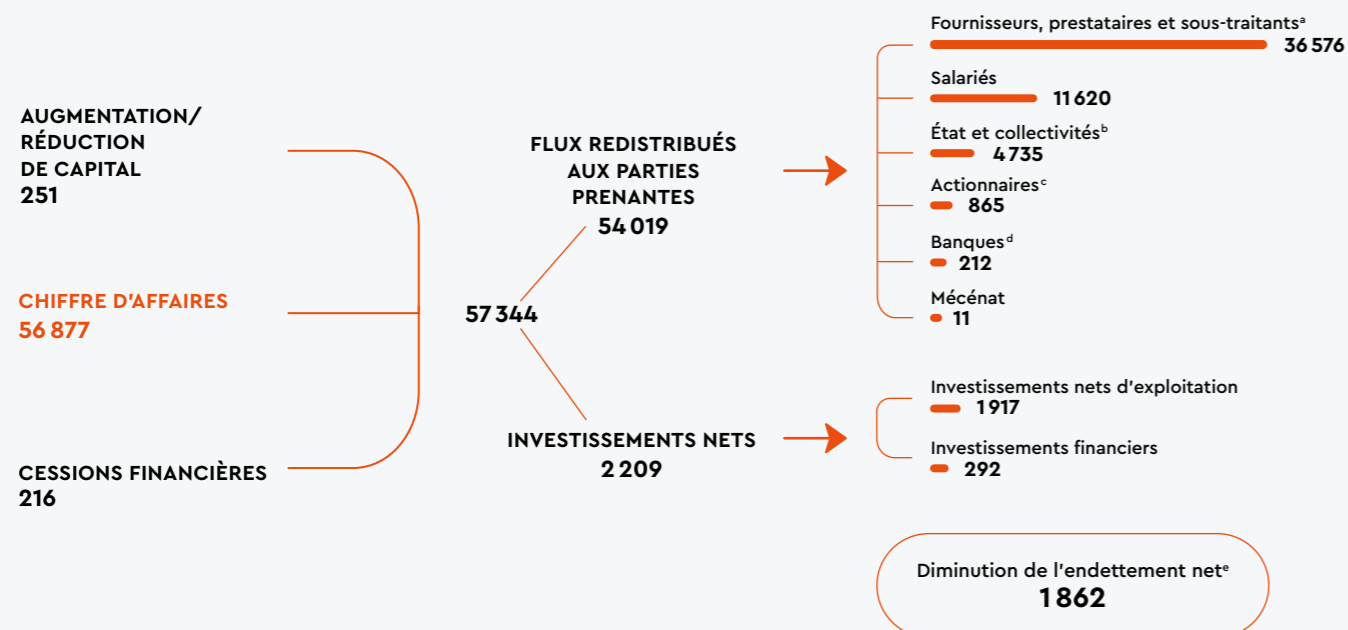 AUGMENTATION/
RÉDUCTION
DE CAPITAL
251
CHIFFRE D'AFFAIRES
56 877
CESSIONS FINANCIÈRES
216
57 344
FLUX REDISTRIBUÉS
AUX PARTIES
PRENANTES
54 019
INVESTISSEMENTS NETS
2 209
Fournisseurs, prestataires et sous-traitantsᵃ
36 576
Salariés
11 620
État et collectivitésᵇ
4 735
Actionnairesᶜ
865
Banquesᵈ
212
Mécénat
11
Investissements nets d'exploitation
1 917
Investissements financiers
292
Diminution de l'endettement netᵉ
1 862